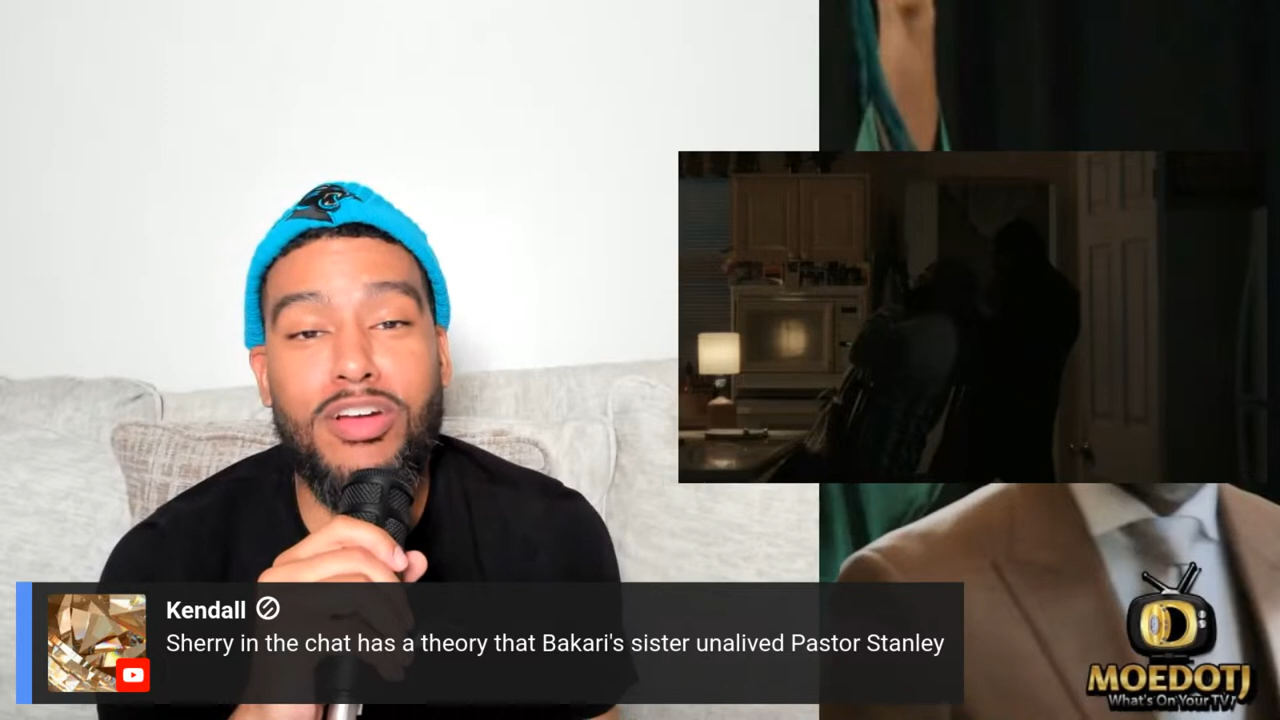 Kendall
Sherry in the chat has a theory that Bakari's sister unalived Pastor Stanley
MOEDOTJ
What's On Your TV?